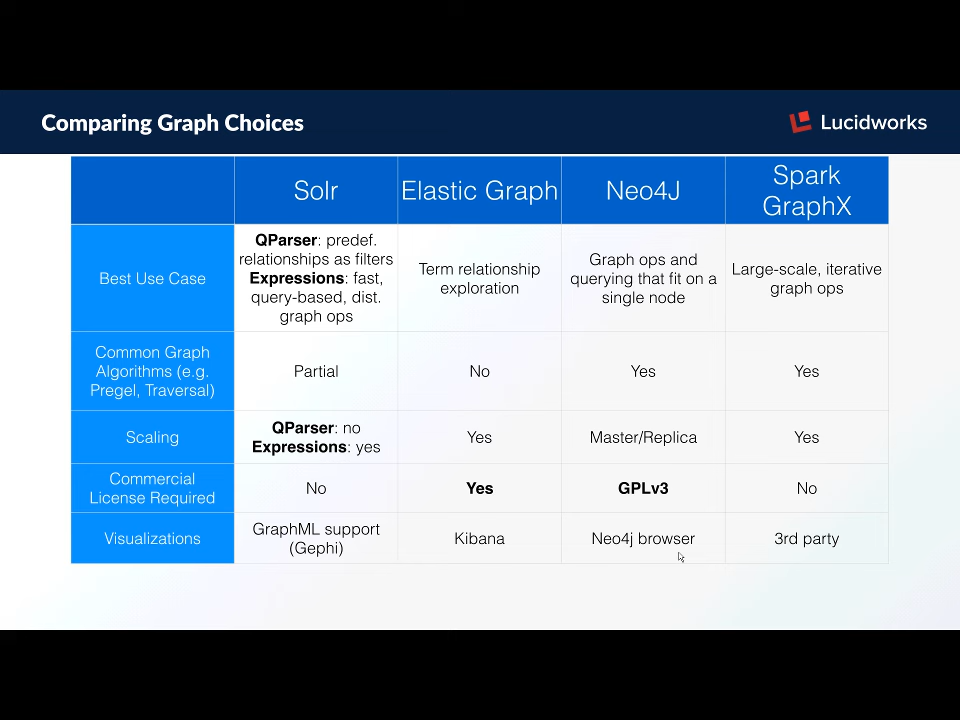 Comparing Graph Choices
Lucidworks
Solr
Elastic Graph
Neo4J
Spark
GraphX
Best Use Case
QParser: predef.
relationships as filters
Expressions: fast,
query-based, dist.
graph ops
Term relationship
exploration
Graph ops and
querying that fit on a
single node
Large-scale, iterative
graph ops
Common Graph
Algorithms (e.g.
Pregel, Traversal)
Partial
No
Yes
Yes
Scaling
QParser: no
Expressions: yes
Yes
Master/Replica
Yes
Commercial
License Required
No
Yes
GPLv3
No
Visualizations
GraphML support
(Gephi)
Kibana
Neo4j browser
3rd party